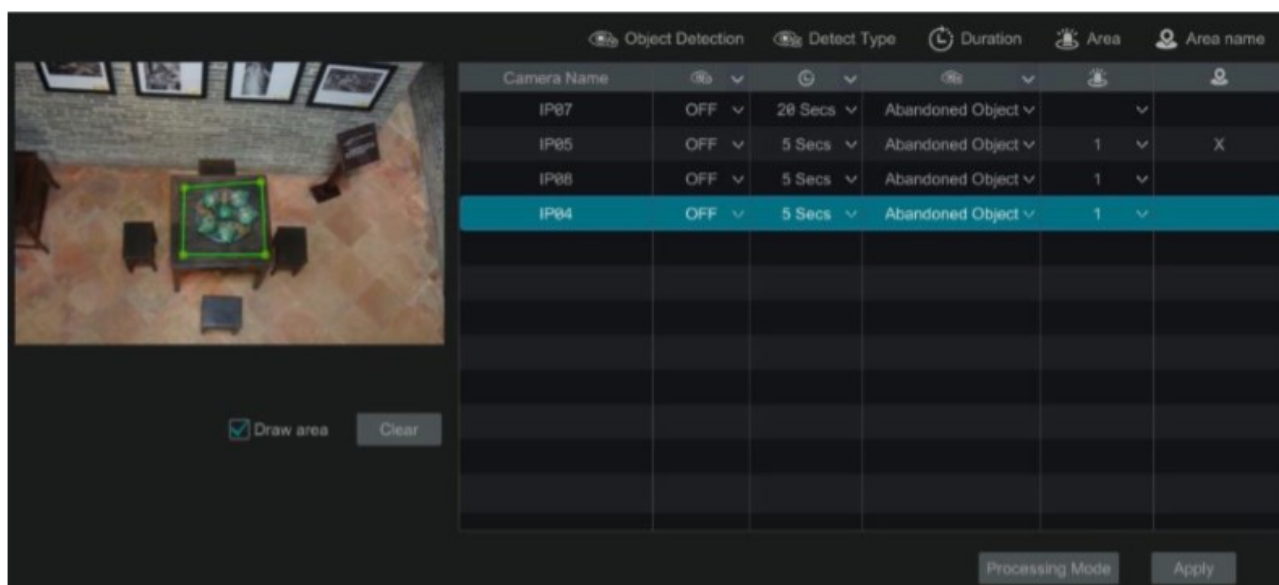 Object Detection Detect Type Duration Area Area name
Camera Name
IP07 OFF 20 Secs Abandoned Object
IP05 OFF 5 Secs Abandoned Object 1 X
IP08 OFF 5 Secs Abandoned Object 1
IP04 OFF 5 Secs Abandoned Object 1
Draw area Clear
Processing Mode Apply